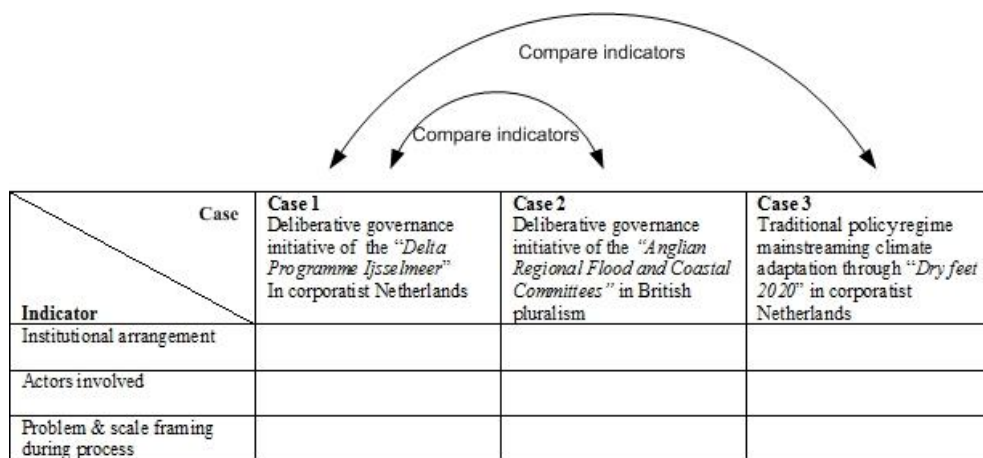 Compare indicators
Compare indicators
Case
Indicator
Case 1
Deliberative governance
initiative of the “Delta
Programme Ijsselmeer”
In corporatist Netherlands
Case 2
Deliberative governance
initiative of the “Anglian
Regional Flood and Coastal
Committees” in British
pluralism
Case 3
Traditional policy regime
mainstreaming climate
adaptation through “Dry feet
2020” in corporatist
Netherlands
Institutional arrangement
Actors involved
Problem & scale framing
during process